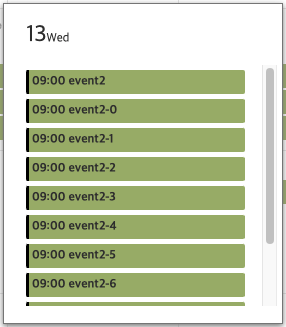 13Wed
09:00 event2
09:00 event2-0
09:00 event2-1
09:00 event2-2
09:00 event2-3
09:00 event2-4
09:00 event2-5
09:00 event2-6